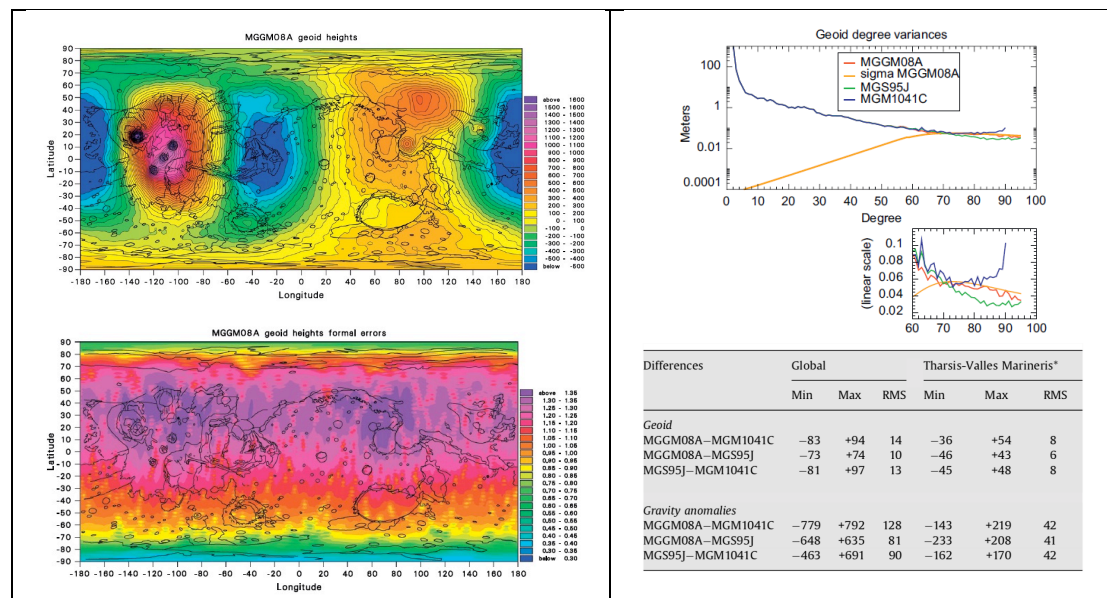 MGGM08A geoid heights
90
80
70
60
50
40
30
20
10
0
-10
-20
-30
-40
-50
-60
-70
-80
-90
Latitude
-180 -160 -140 -120 -100 -80 -60 -40 -20 0 20 40 60 80 100 120 140 160 180
Longitude
above 1600
1500 - 1600
1400 - 1500
1300 - 1400
1200 - 1300
1100 - 1200
1000 - 1100
900 - 1000
800 - 900
700 - 800
600 - 700
500 - 600
400 - 500
300 - 400
200 - 300
100 - 200
0 - 100
-100 - 0
-200 - -100
-300 - -200
-400 - -300
-500 - -400
-600 - -500
below -600
MGGM08A geoid heights formal errors
90
80
70
60
50
40
30
20
10
0
-10
-20
-30
-40
-50
-60
-70
-80
-90
Latitude
-180 -160 -140 -120 -100 -80 -60 -40 -20 0 20 40 60 80 100 120 140 160 180
Longitude
above 1.35
1.30 - 1.35
1.25 - 1.30
1.20 - 1.25
1.15 - 1.20
1.10 - 1.15
1.05 - 1.10
1.00 - 1.05
0.95 - 1.00
0.90 - 0.95
0.85 - 0.90
0.80 - 0.85
0.75 - 0.80
0.70 - 0.75
0.65 - 0.70
0.60 - 0.65
0.55 - 0.60
0.50 - 0.55
0.45 - 0.50
0.40 - 0.45
0.35 - 0.40
0.30 - 0.35
below 0.30
Geoid degree variances
MGGM08A
sigma MGGM08A
MGS95J
MGM1041C
100
1
0.01
0.0001
Meters
0 10 20 30 40 50 60 70 80 90 100
Degree
0.1
0.08
0.06
0.04
0.02
(linear scale)
60 70 80 90 100
Differences Global Tharsis-Valles Marineris*
Min Max RMS Min Max RMS
Geoid
MGGM08A−MGM1041C −83 +94 14 −36 +54 8
MGGM08A−MGS95J −73 +74 10 −46 +43 6
MGS95J−MGM1041C −81 +97 13 −45 +48 8
Gravity anomalies
MGGM08A−MGM1041C −779 +792 128 −143 +219 42
MGGM08A−MGS95J −648 +635 81 −233 +208 41
MGS95J−MGM1041C −463 +691 90 −162 +170 42